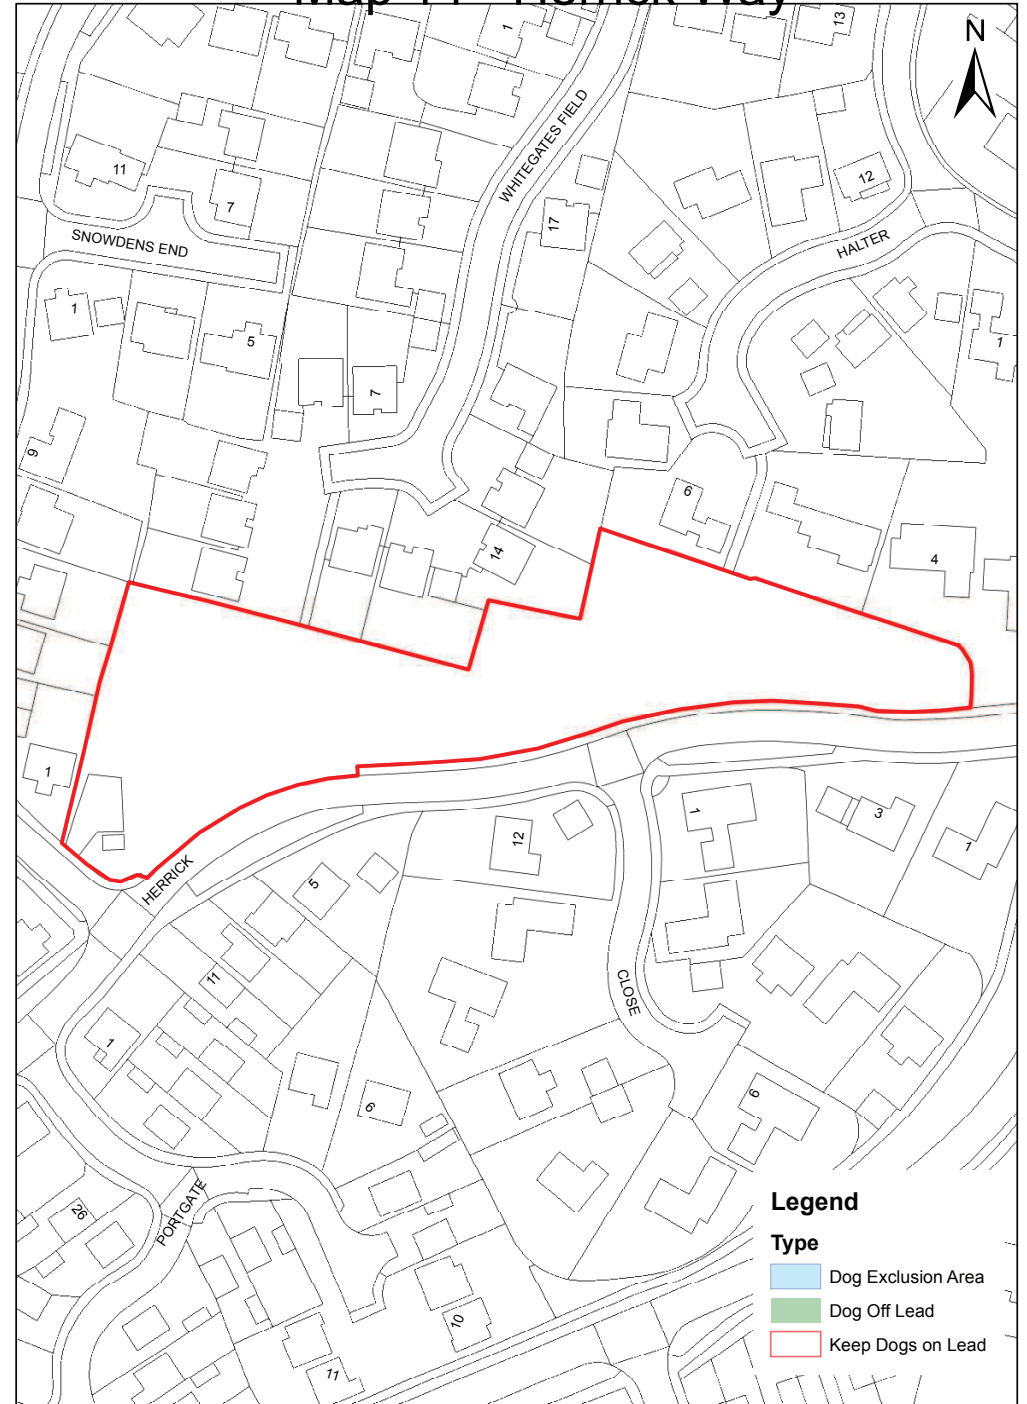 N
13
1
WHITEGATES FIELD
11
12
7
17
SNOWDENS END
HALTER
1
5
1
7
9
6
14
4
1
1
3
12
1
HERRICK
5
11
CLOSE
1
6
6
PORTGATE
26
10
11
Legend
Type
Dog Exclusion Area
Dog Off Lead
Keep Dogs on Lead